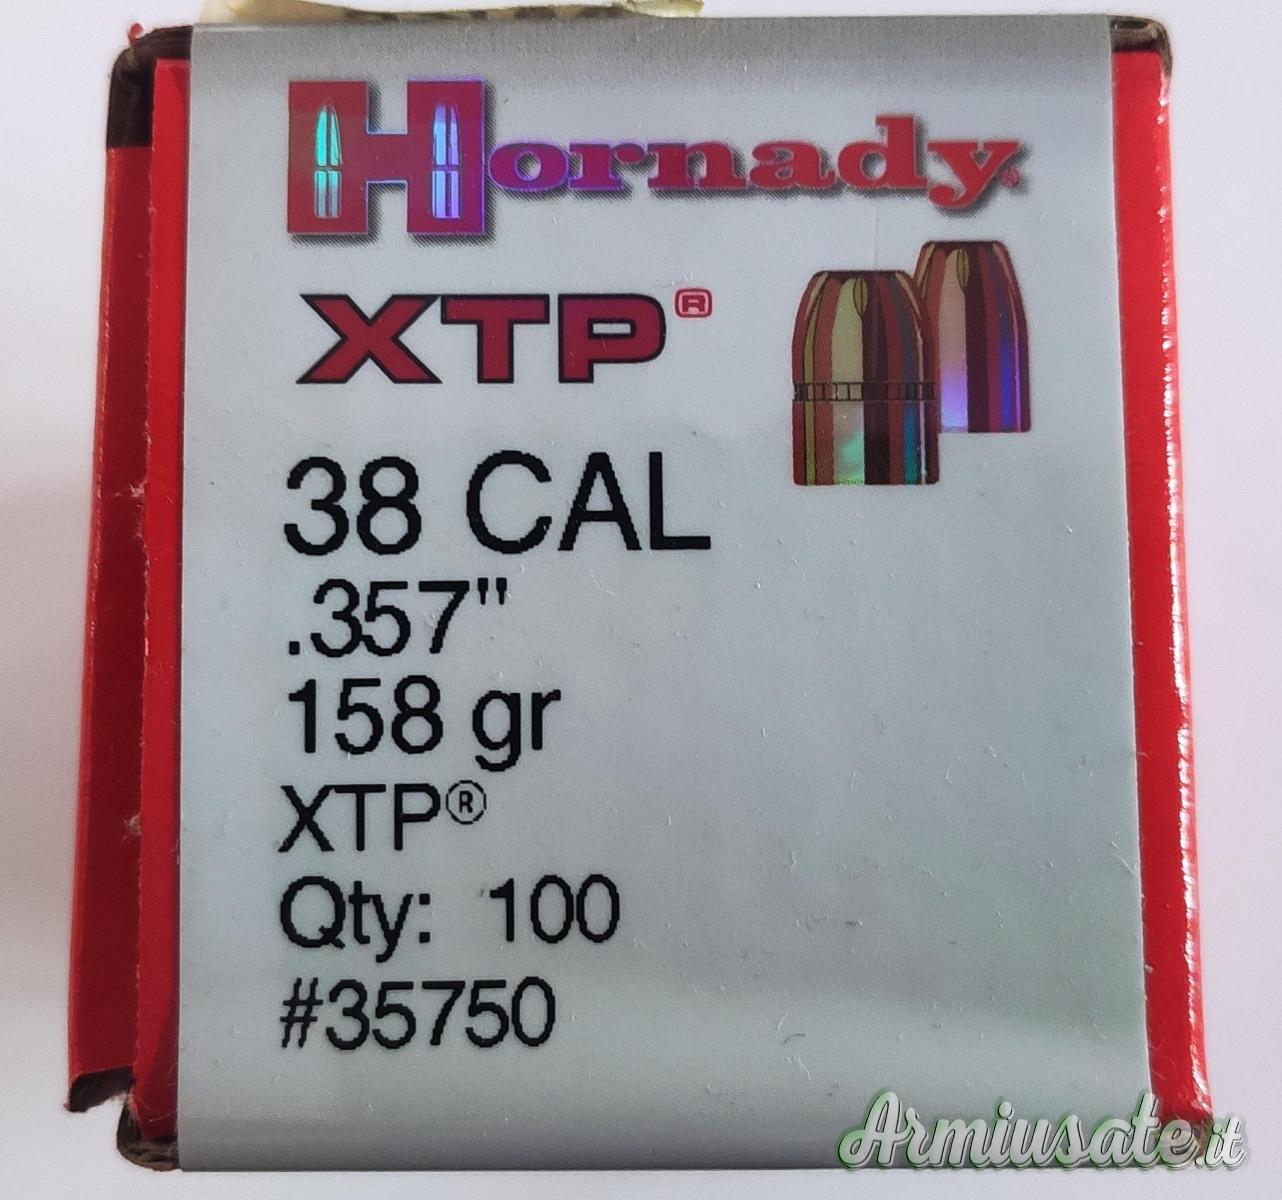 Hornady®
XTP®
38 CAL
.357"
158 gr
XTP®
Qty: 100
#35750
Armiusate.it